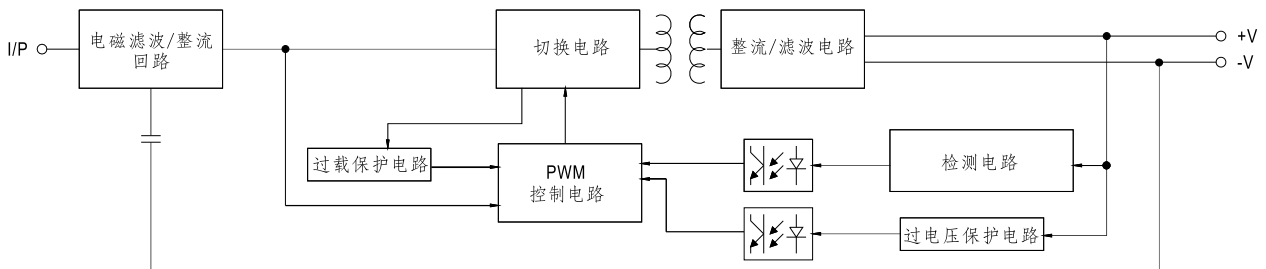 I/P
电磁滤波/整流
回路
切换电路
整流/滤波电路
+V
-V
过载保护电路
PWM
控制电路
检测电路
过电压保护电路